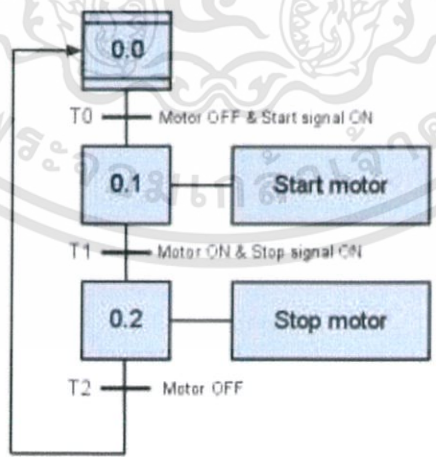 0.0
T0 Motor OFF & Start signal ON
0.1 Start motor
T1 Motor ON & Stop signal ON
0.2 Stop motor
T2 Motor OFF